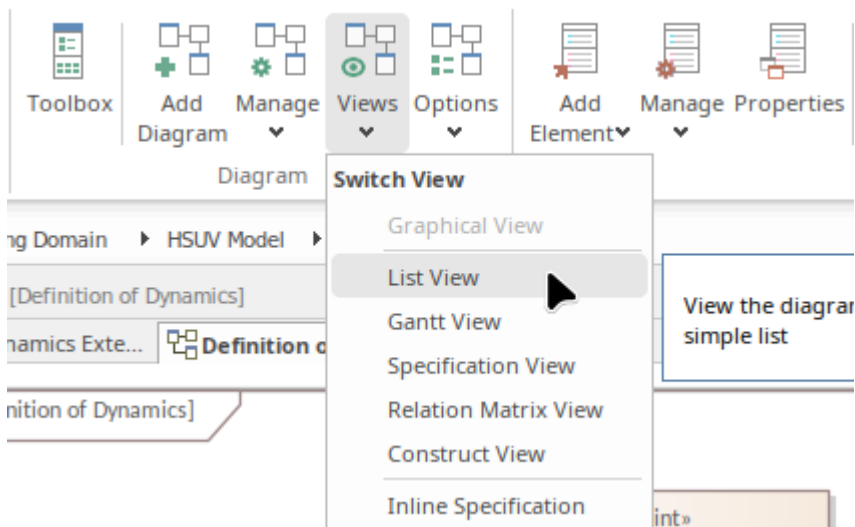 Toolbox
Add Diagram
Manage
Views
Options
Add Element
Manage
Properties
Diagram
Switch View
Graphical View
List View
Gantt View
Specification View
Relation Matrix View
Construct View
Inline Specification
ng Domain
HSUV Model
[Definition of Dynamics]
namics Exte...
Definition o
nition of Dynamics]
View the diagram
simple list
int»